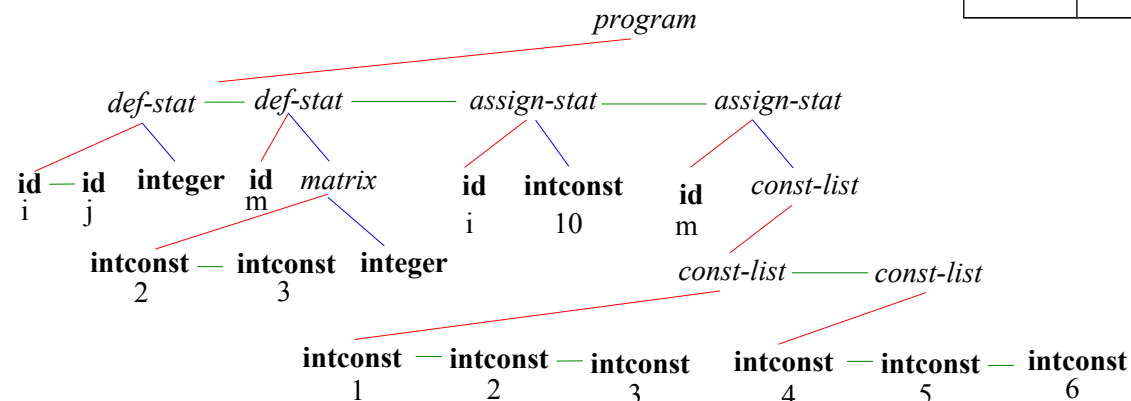 program
def-stat def-stat assign-stat assign-stat
id id integer id matrix id intconst id const-list
i j m i 10 m
intconst intconst integer const-list const-list
2 3
intconst intconst intconst intconst intconst intconst
1 2 3 4 5 6